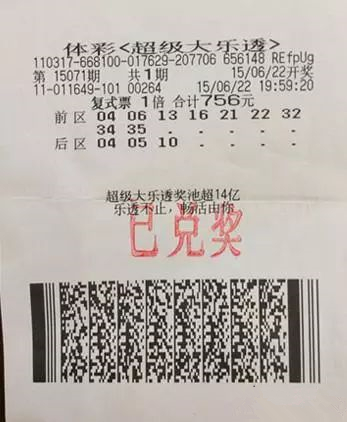 体彩<超级大乐透>
110317-668100-017629-207706 656148 REfpUg
第 15071期 共1期 15/06/22开奖
11-011649-101 00264 15/06/22 19:59:20
复式票 1倍 合计756元
前区 04 06 13 16 21 22 32
34 35
后区 04 05 10
超级大乐透奖池超14亿
乐透不止，畅活由你
已兑奖